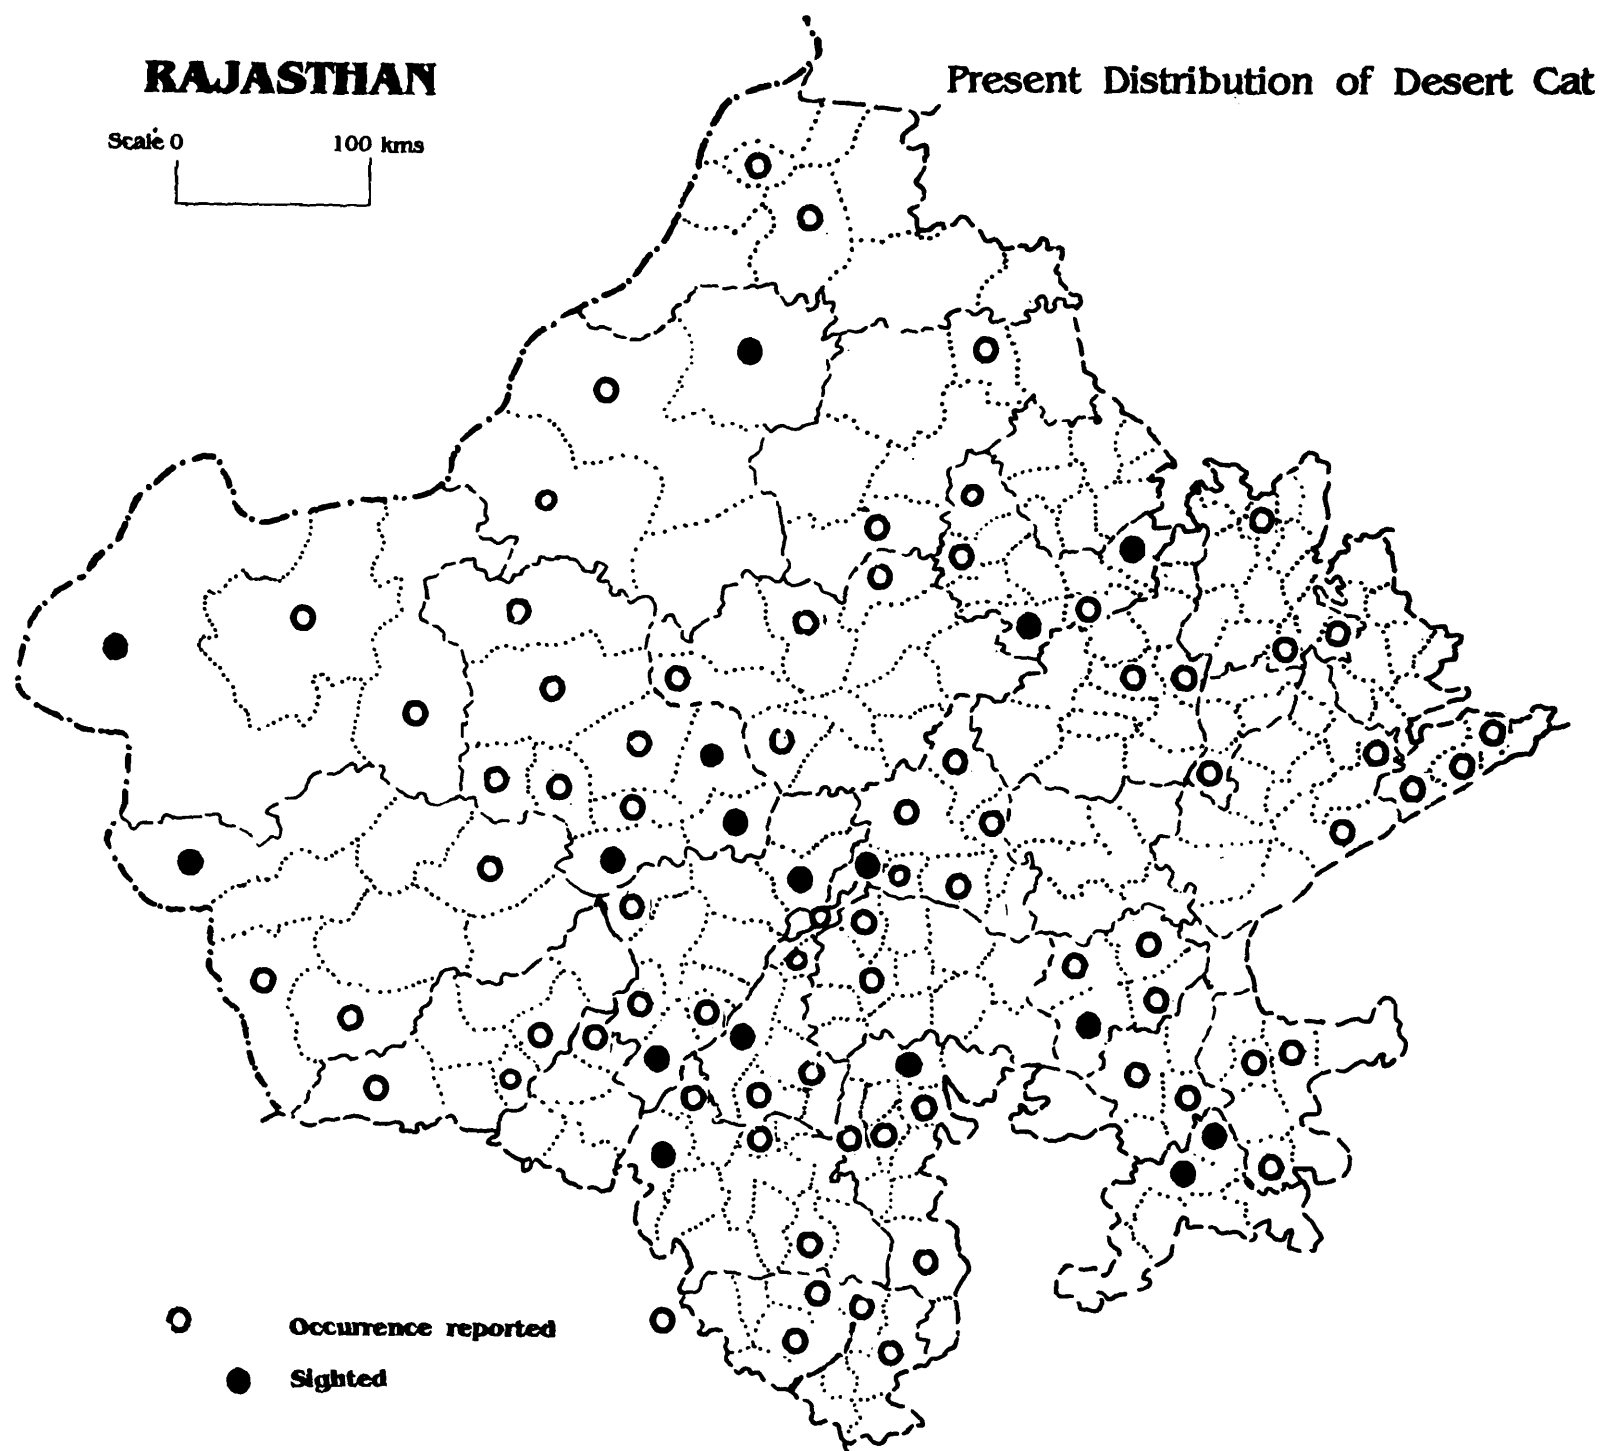 RAJASTHAN
Present Distribution of Desert Cat
Scale 0 100 kms
Occurrence reported
Sighted